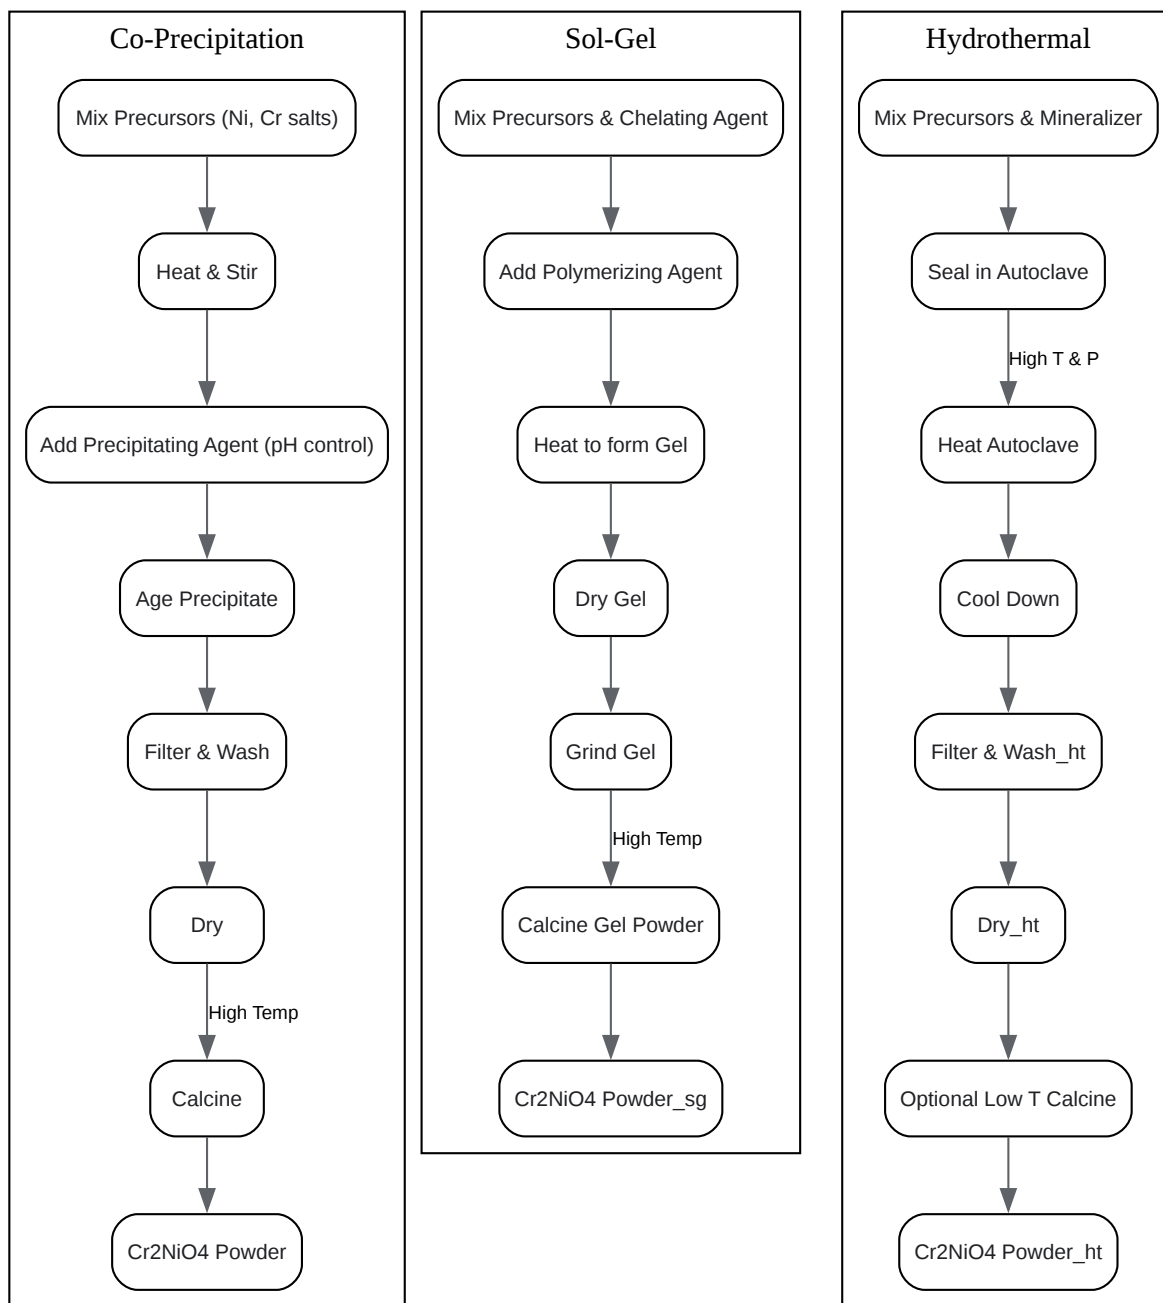 Co-Precipitation
Mix Precursors (Ni, Cr salts)
Heat & Stir
Add Precipitating Agent (pH control)
Age Precipitate
Filter & Wash
Dry
High Temp
Calcine
Cr2NiO4 Powder
Sol-Gel
Mix Precursors & Chelating Agent
Add Polymerizing Agent
Heat to form Gel
Dry Gel
Grind Gel
High Temp
Calcine Gel Powder
Cr2NiO4 Powder_sg
Hydrothermal
Mix Precursors & Mineralizer
Seal in Autoclave
High T & P
Heat Autoclave
Cool Down
Filter & Wash_ht
Dry_ht
Optional Low T Calcine
Cr2NiO4 Powder_ht